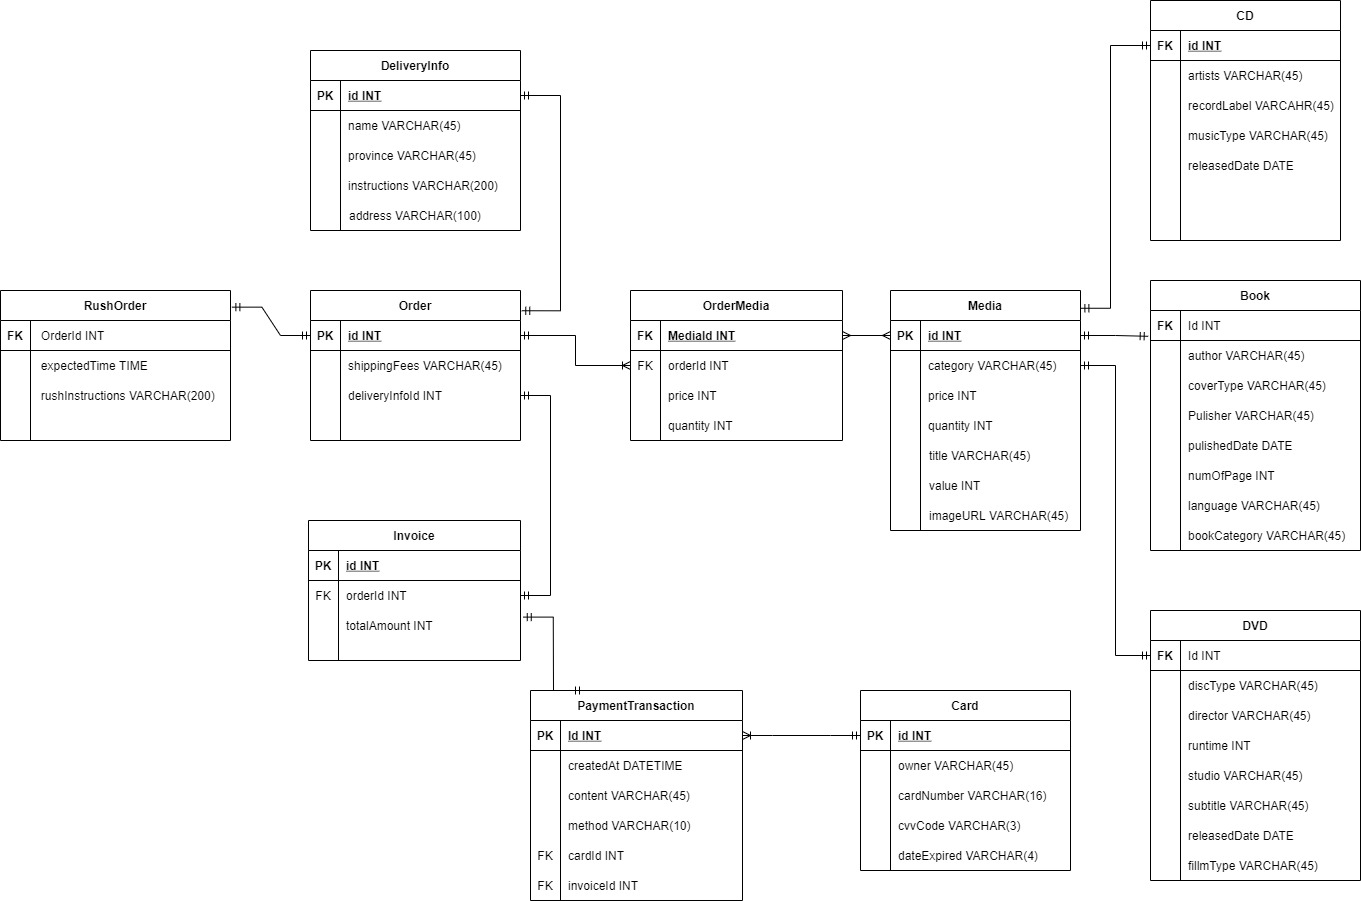 CD
FK id INT
artists VARCHAR(45)
recordLabel VARCAHR(45)
musicType VARCHAR(45)
releasedDate DATE
DeliveryInfo
PK id INT
name VARCHAR(45)
province VARCHAR(45)
instructions VARCHAR(200)
address VARCHAR(100)
RushOrder
FK OrderId INT
expectedTime TIME
rushInstructions VARCHAR(200)
Order
PK id INT
shippingFees VARCHAR(45)
deliveryInfoId INT
OrderMedia
FK MediaId INT
FK orderId INT
price INT
quantity INT
Media
PK id INT
category VARCHAR(45)
price INT
quantity INT
title VARCHAR(45)
value INT
imageURL VARCHAR(45)
Book
FK Id INT
author VARCHAR(45)
coverType VARCHAR(45)
Pulisher VARCHAR(45)
pulishedDate DATE
numOfPage INT
language VARCHAR(45)
bookCategory VARCHAR(45)
Invoice
PK id INT
FK orderId INT
totalAmount INT
PaymentTransaction
PK Id INT
createdAt DATETIME
content VARCHAR(45)
method VARCHAR(10)
FK cardId INT
FK invoiceId INT
Card
PK id INT
owner VARCHAR(45)
cardNumber VARCHAR(16)
cvvCode VARCHAR(3)
dateExpired VARCHAR(4)
DVD
FK Id INT
discType VARCHAR(45)
director VARCHAR(45)
runtime INT
studio VARCHAR(45)
subtitle VARCHAR(45)
releasedDate DATE
fillmType VARCHAR(45)